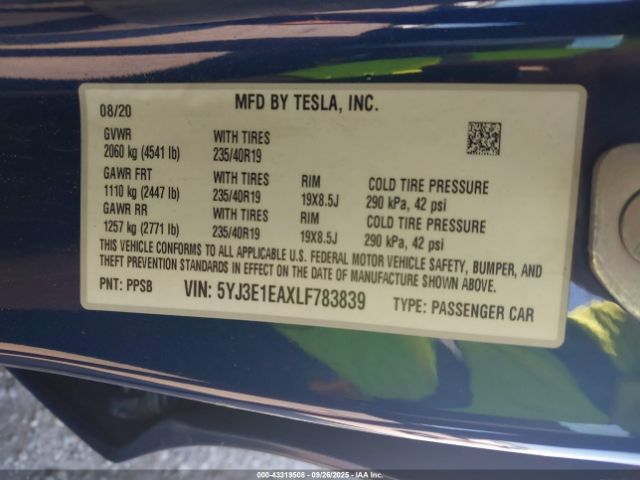 MFD BY TESLA, INC.
08/20
GVWR WITH TIRES
2060 kg (4541 lb) 235/40R19
GAWR FRT WITH TIRES RIM COLD TIRE PRESSURE
1110 kg (2447 lb) 235/40R19 19X8.5J 290 kPa, 42 psi
GAWR RR WITH TIRES RIM COLD TIRE PRESSURE
1257 kg (2771 lb) 235/40R19 19X8.5J 290 kPa, 42 psi
THIS VEHICLE CONFORMS TO ALL APPLICABLE U.S. FEDERAL MOTOR VEHICLE SAFETY, BUMPER, AND
THEFT PREVENTION STANDARDS IN EFFECT ON THE DATE OF MANUFACTURE SHOWN ABOVE.
PNT: PPSB VIN: 5YJ3E1EAXLF783839 TYPE: PASSENGER CAR
© 000-43319508 - 09/26/2025 - IAA Inc.